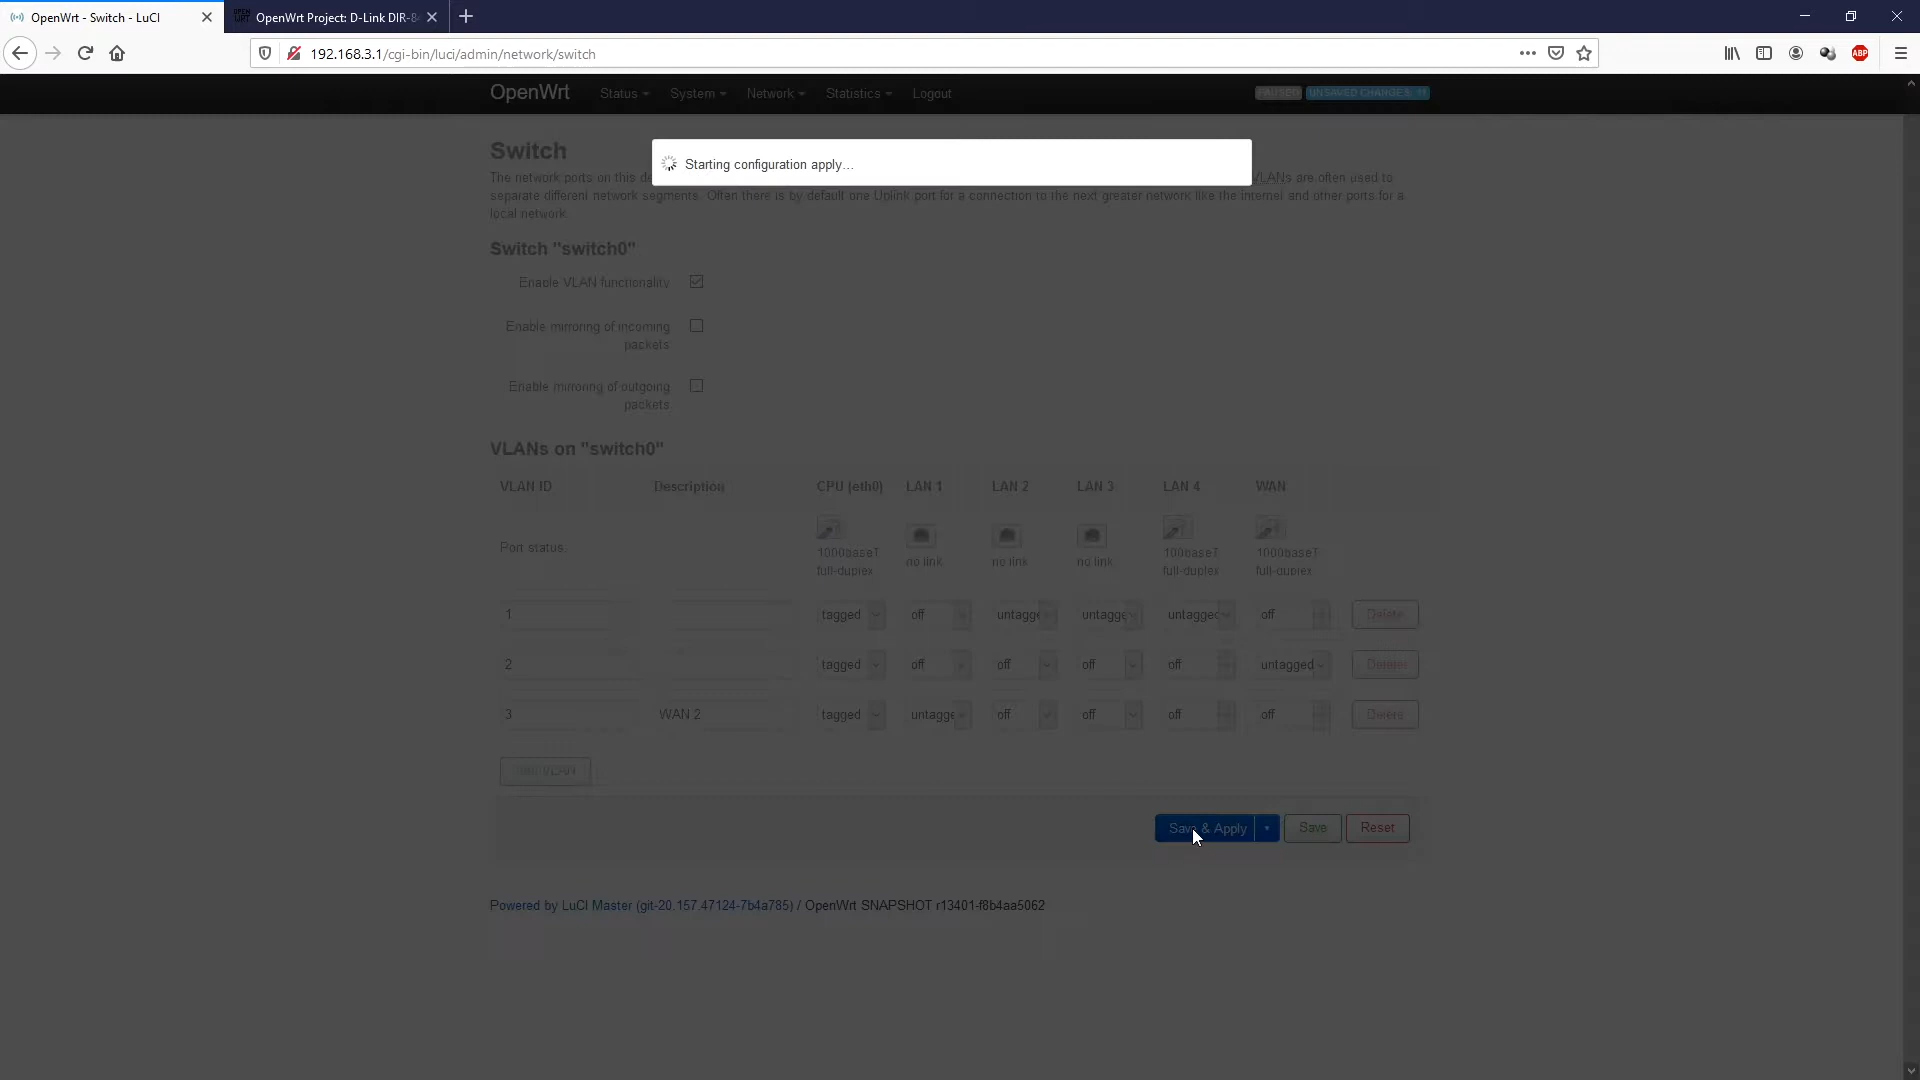 OpenWrt - Switch - LuCI
OpenWrt Project: D-Link DIR-8
192.168.3.1/cgi-bin/luci/admin/network/switch
ABP
OpenWrt
Status
System
Network
Statistics
Logout
PAUSED
UNSAVED CHANGES: 11
Starting configuration apply…
Switch
The network ports on this de
VLANs are often used to
separate different network segments. Often there is by default one Uplink port for a connection to the next greater network like the internet and other ports for a
local network.
Switch "switch0"
Enable VLAN functionality
Enable mirroring of incoming
packets
Enable mirroring of outgoing
packets
VLANs on "switch0"
VLAN ID Description CPU (eth0) LAN 1 LAN 2 LAN 3 LAN 4 WAN
Port status:
1000baseT
full-duplex
no link
no link
no link
100baseT
full-duplex
1000baseT
full-duplex
1 tagged off untagge untagge untagged off Delete
2 tagged off off off off untagged Delete
3 WAN 2 tagged untagge off off off off Delete
Add VLAN
Save & Apply
Save
Reset
Powered by LuCI Master (git-20.157.47124-7b4a785) / OpenWrt SNAPSHOT r13401-f8b4aa5062